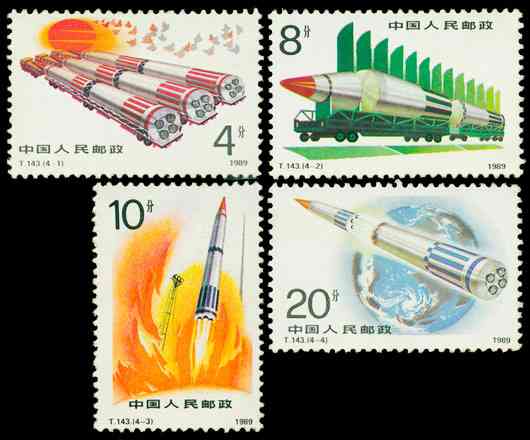 4分
中国人民邮政
T.143.(4-1) 1989
8分 中国人民邮政
T.143.(4-2) 1989
10分
中国人民邮政
T.143.(4-3) 1989
20分
中国人民邮政
T.143.(4-4) 1989